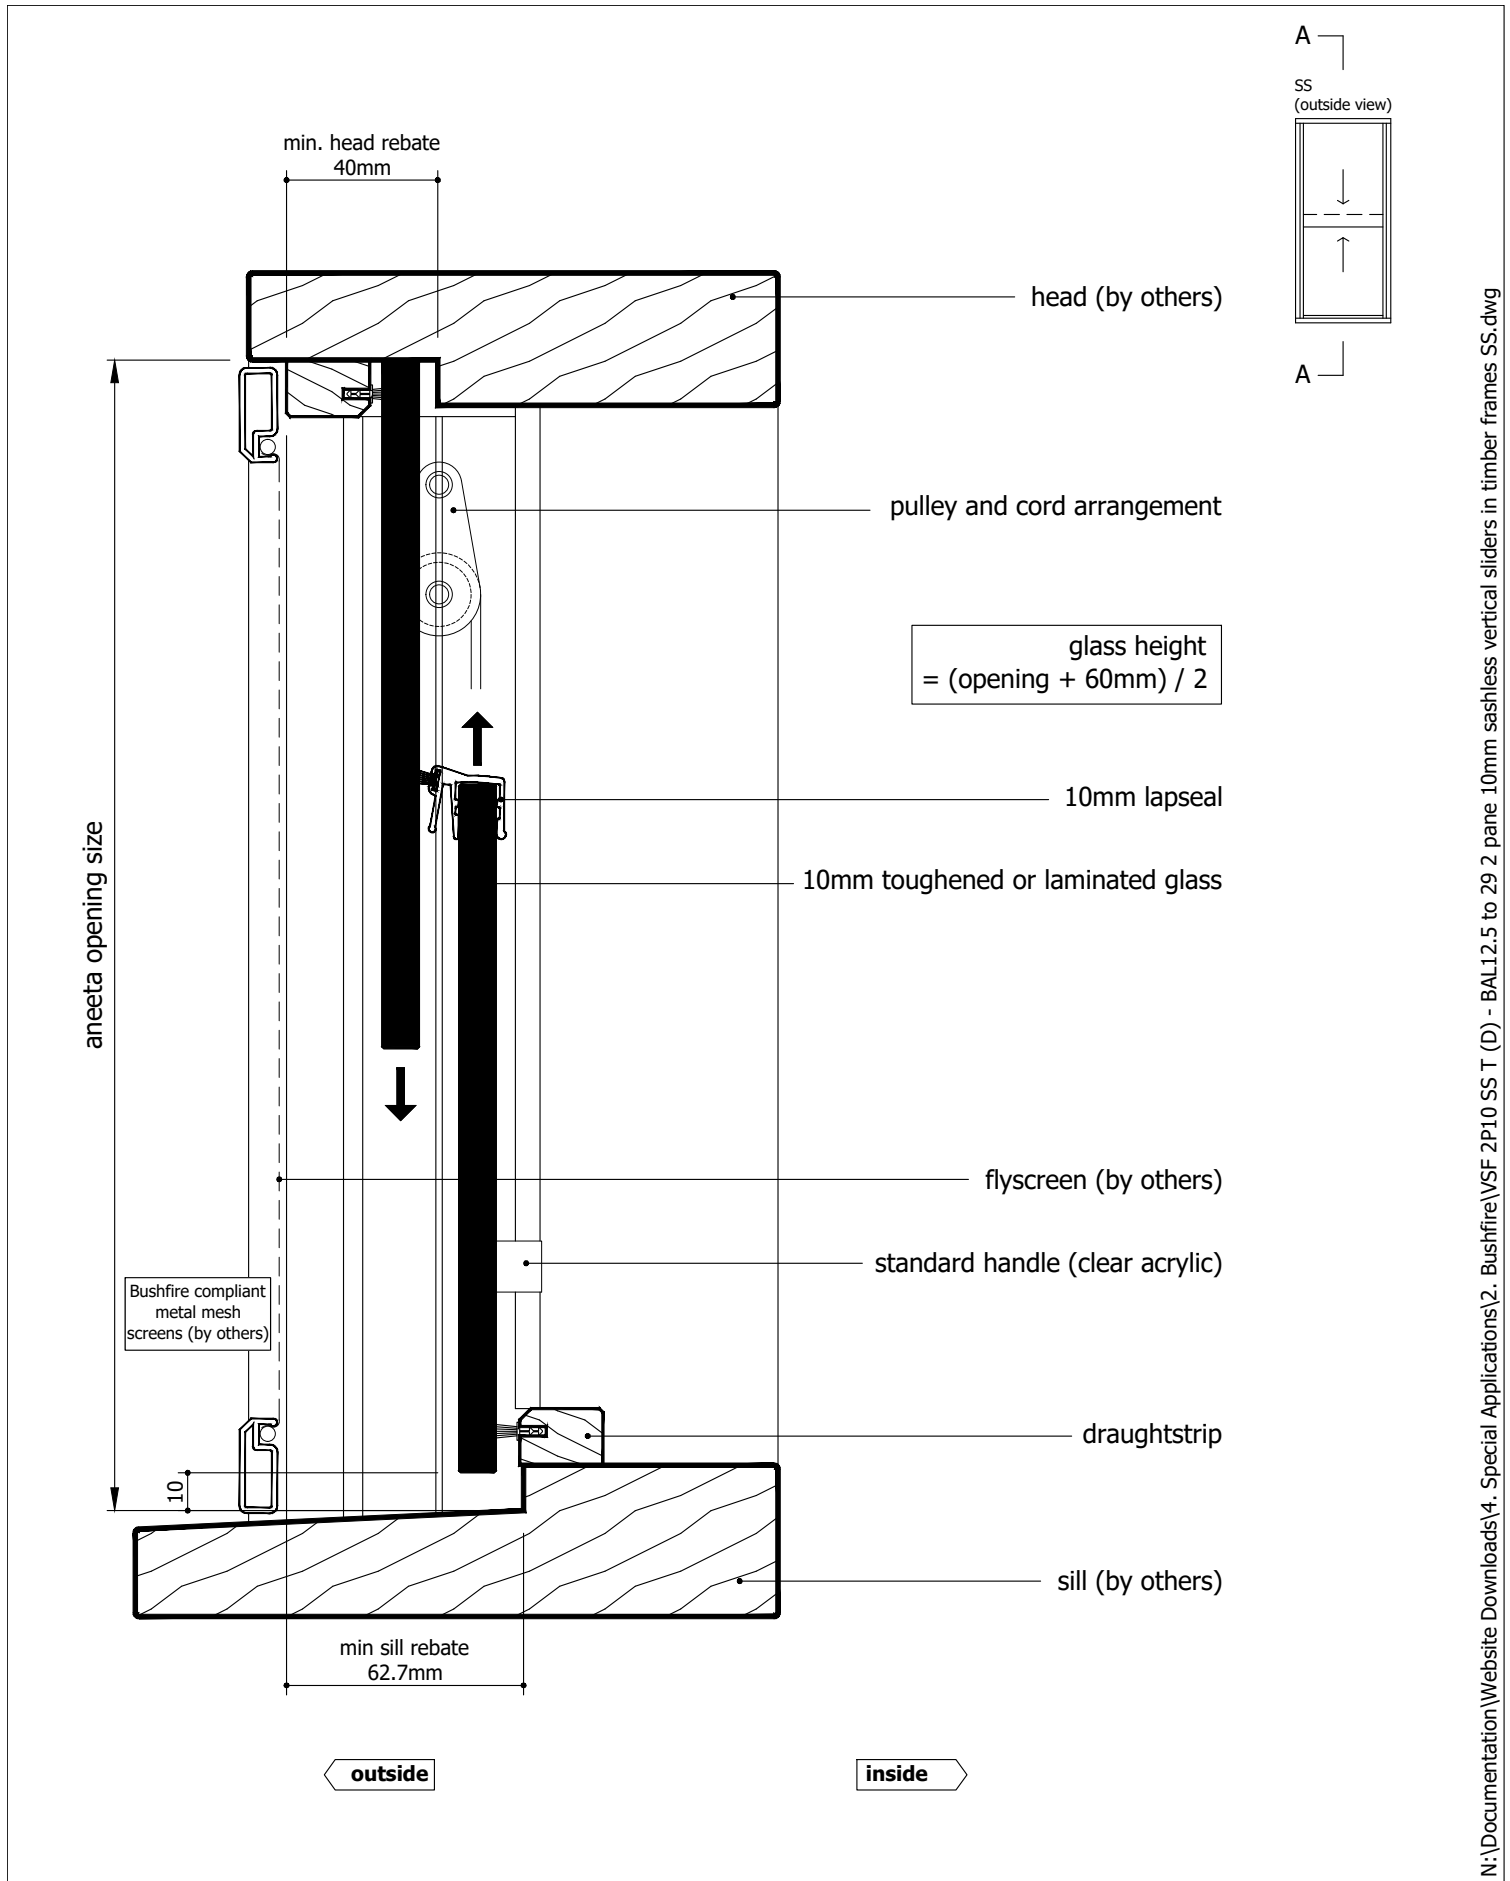 A
SS
(outside view)
A
min. head rebate
40mm
head (by others)
pulley and cord arrangement
glass height
= (opening + 60mm) / 2
10mm lapseal
10mm toughened or laminated glass
aneeta opening size
flyscreen (by others)
standard handle (clear acrylic)
Bushfire compliant
metal mesh
screens (by others)
draughtstrip
10
sill (by others)
min sill rebate
62.7mm
outside
inside
N:\Documentation\Website Downloads\4. Special Applications\2. Bushfire\VSF 2P10 SS T (D) - BAL12.5 to 29 2 pane 10mm sashless vertical sliders in timber frames SS.dwg